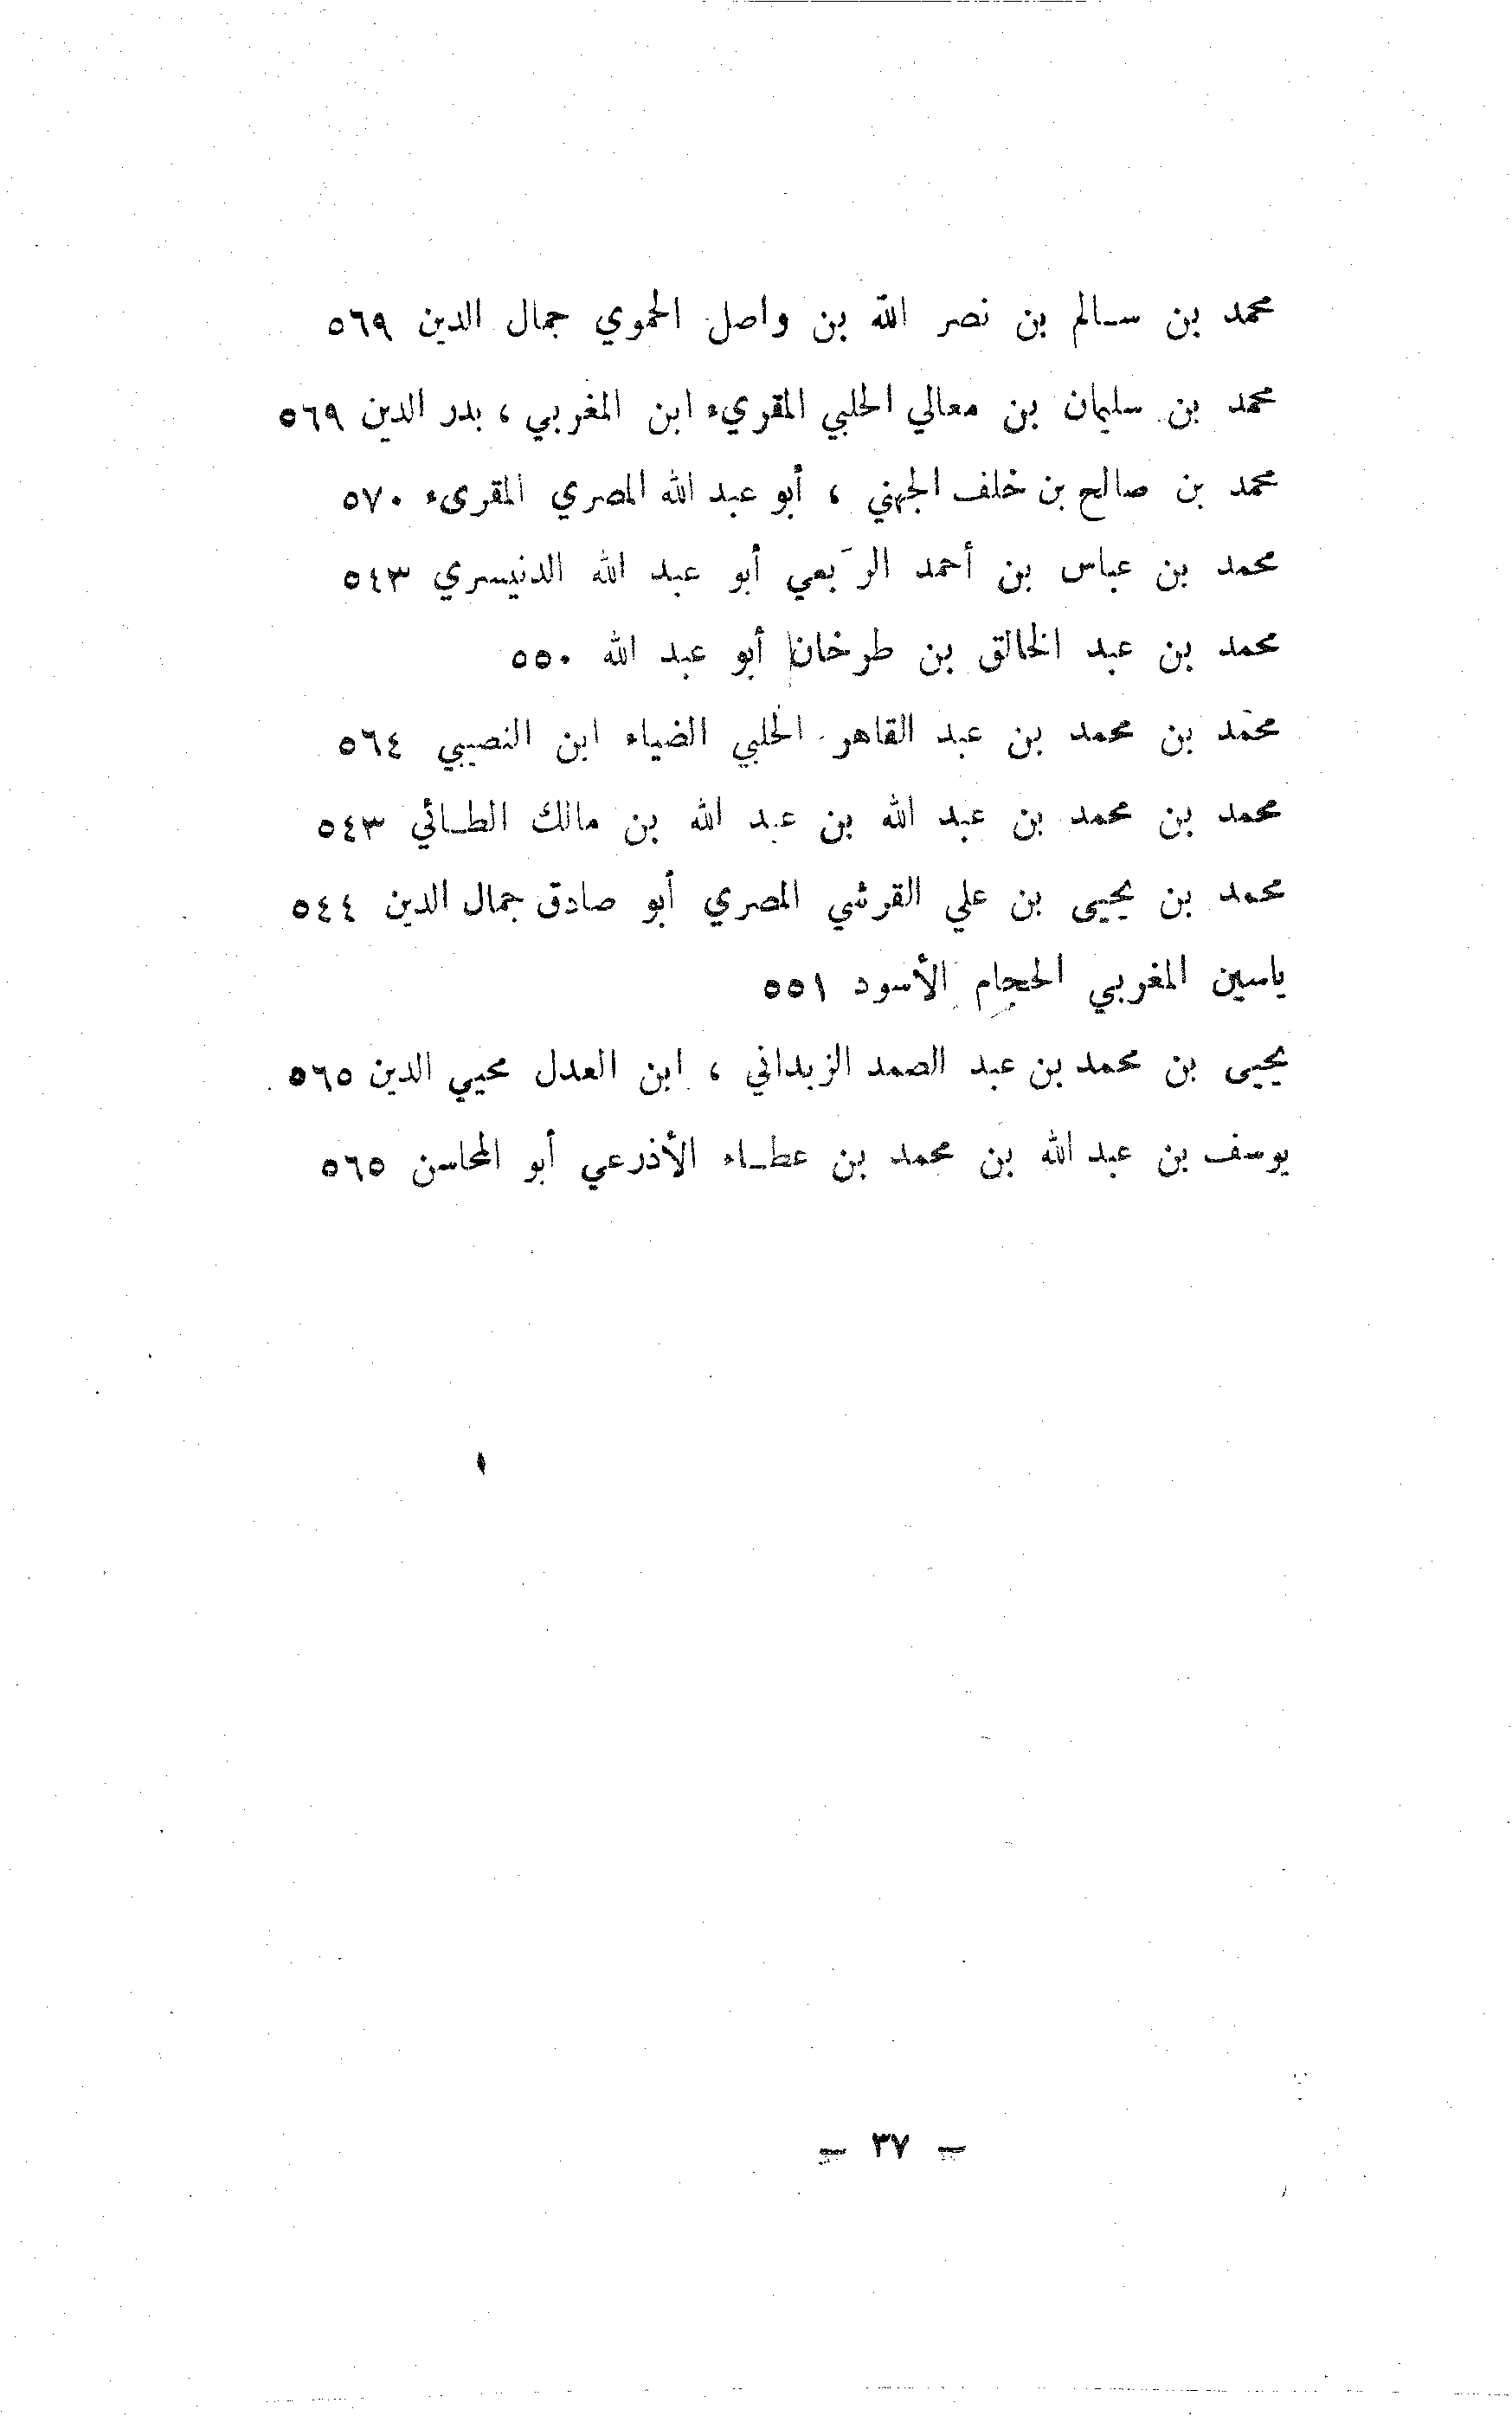 محمد بن سالم بن نصر الله بن واصل الحموي جمال الدين ٥٦٩
محمد بن سليمان بن معالي الحلبي المقريء ابن المغربي ، بدر الدين ٥٦٩
محمد بن صالح بن خلف الجهني ، أبو عبد الله المصري المقرىء ٥٧٠
محمد بن عباس بن أحمد الرَبعي أبو عبد الله الدنيسري ٥٤٣
محمد بن عبد الخالق بن طرخان أبو عبد الله ٥٥٠
محمد بن محمد بن عبد القاهر الحلبي الضياء ابن النصيبي ٥٦٤
محمد بن محمد بن عبد الله بن عبد الله بن مالك الطائي ٥٤٣
محمد بن يحيى بن علي القرشي المصري أبو صادق جمال الدين ٥٤٤
ياسين المغربي الحجام الأسود ٥٥١
يحيى بن محمد بن عبد الصمد الزبداني ، ابن العدل محيي الدين ٥٦٥
يوسف بن عبد الله بن محمد بن عطاء الأذرعي أبو المحاسن ٥٦٥
– ٣٧ –